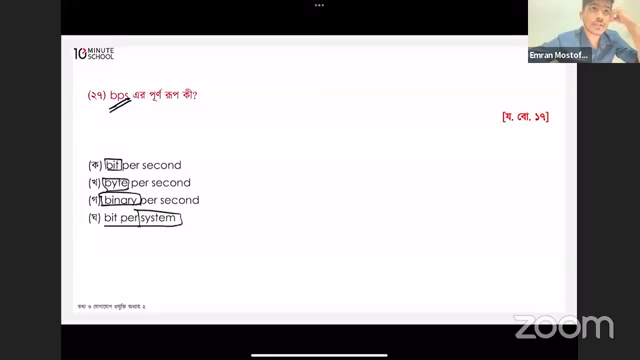 Emran Mostof...
10 MINUTE SCHOOL
(২৭) bps এর পূর্ণ রূপ কী?
[য. বো. ১৭]
(ক) bit per second
(খ) byte per second
(গ) binary per second
(ঘ) bit per system
তথ্য ও যোগাযোগ প্রযুক্তি অধ্যায় ২
zoom